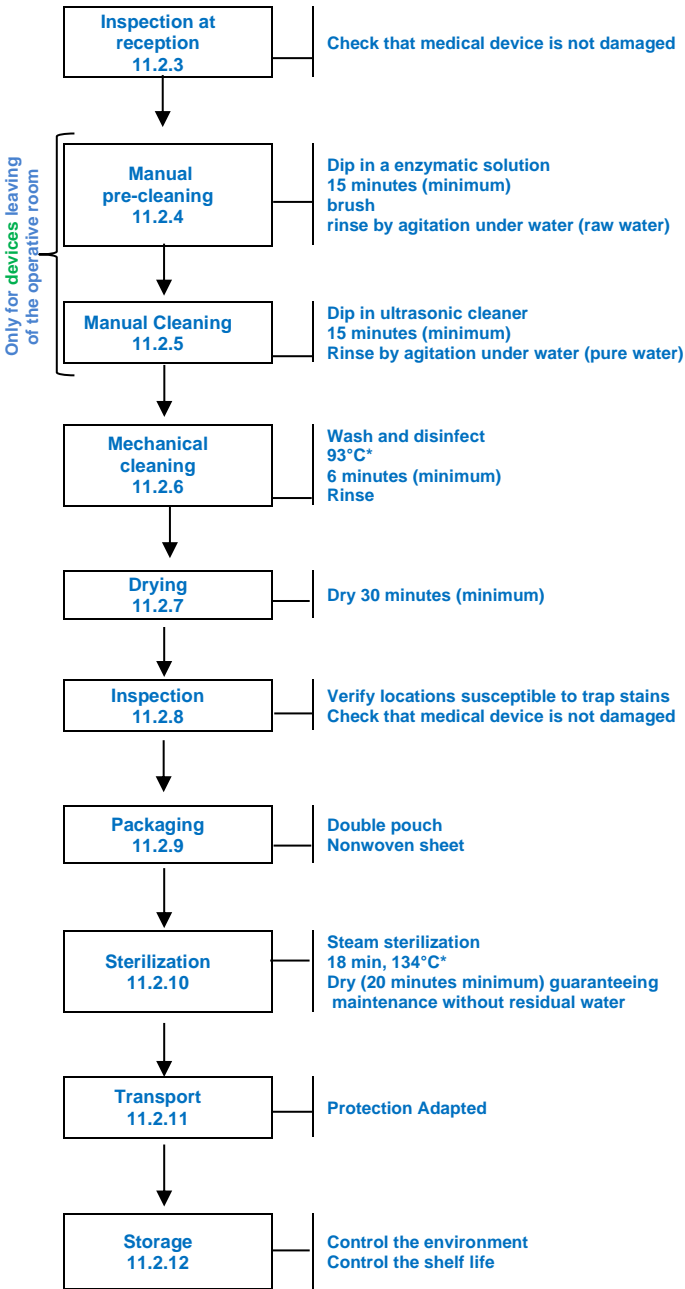 Inspection at
reception
11.2.3
Check that medical device is not damaged
Only for devices leaving
of the operative room
Manual
pre-cleaning
11.2.4
Dip in a enzymatic solution
15 minutes (minimum)
brush
rinse by agitation under water (raw water)
Manual Cleaning
11.2.5
Dip in ultrasonic cleaner
15 minutes (minimum)
Rinse by agitation under water (pure water)
Mechanical
cleaning
11.2.6
Wash and disinfect
93°C*
6 minutes (minimum)
Rinse
Drying
11.2.7
Dry 30 minutes (minimum)
Inspection
11.2.8
Verify locations susceptible to trap stains
Check that medical device is not damaged
Packaging
11.2.9
Double pouch
Nonwoven sheet
Sterilization
11.2.10
Steam sterilization
18 min, 134°C*
Dry (20 minutes minimum) guaranteeing
maintenance without residual water
Transport
11.2.11
Protection Adapted
Storage
11.2.12
Control the environment
Control the shelf life